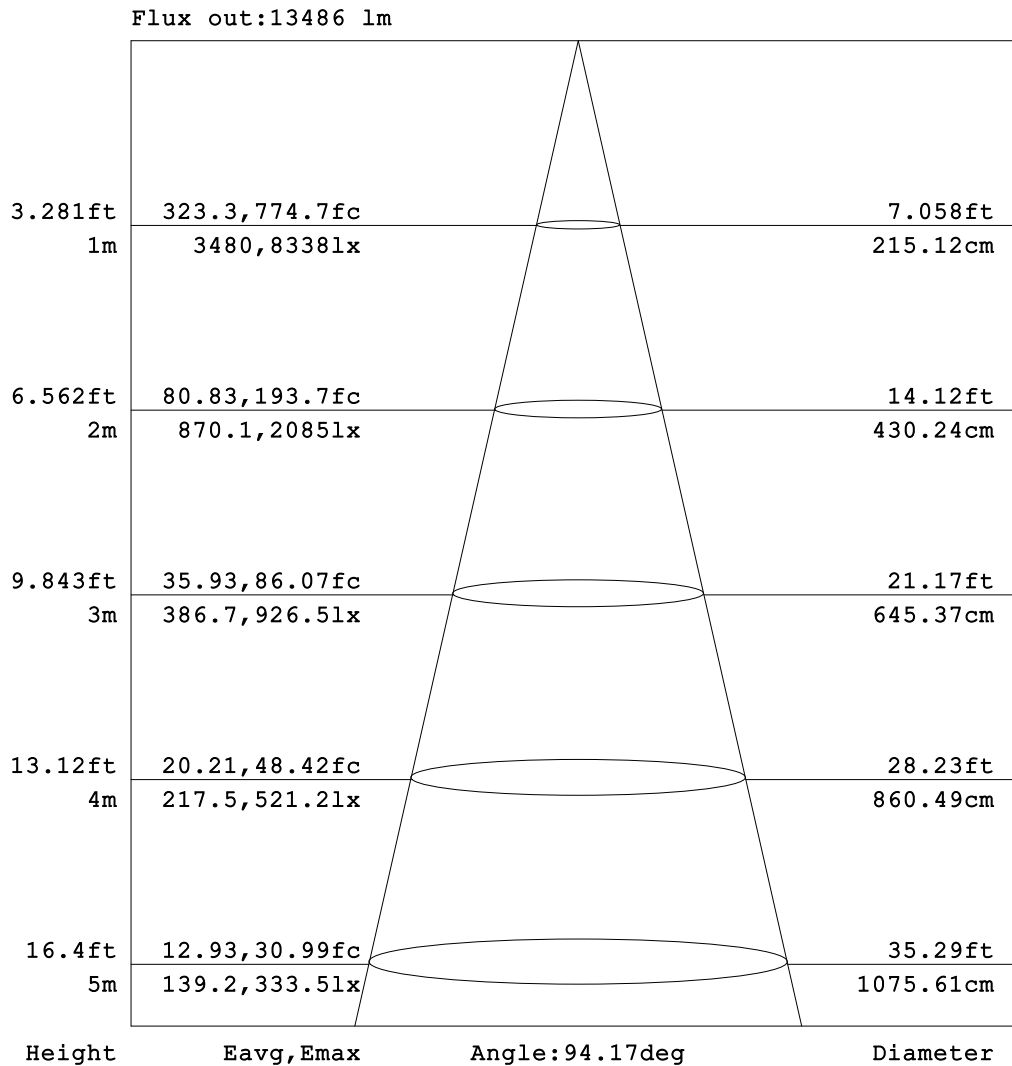 Flux out:13486 lm
3.281ft 323.3,774.7fc 7.058ft
1m 3480,8338lx 215.12cm
6.562ft 80.83,193.7fc 14.12ft
2m 870.1,2085lx 430.24cm
9.843ft 35.93,86.07fc 21.17ft
3m 386.7,926.5lx 645.37cm
13.12ft 20.21,48.42fc 28.23ft
4m 217.5,521.2lx 860.49cm
16.4ft 12.93,30.99fc 35.29ft
5m 139.2,333.5lx 1075.61cm
Height Eavg,Emax Angle:94.17deg Diameter